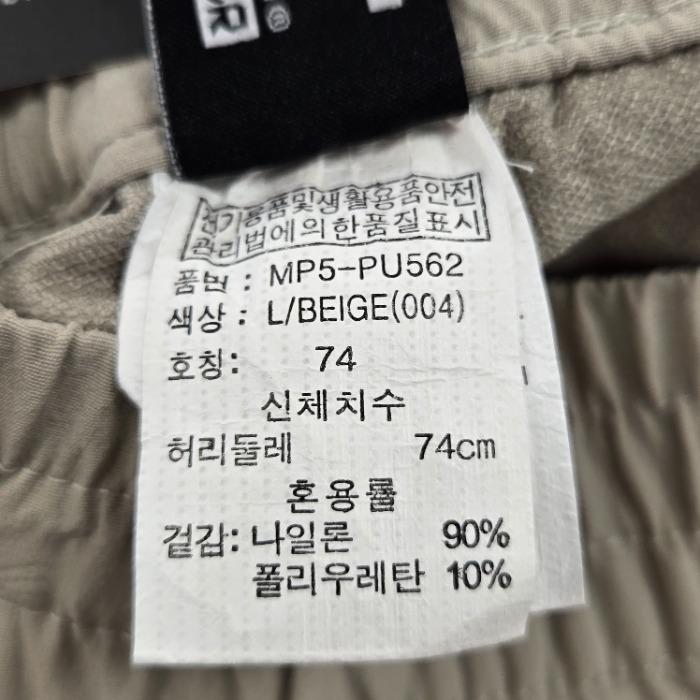 전기용품및생활용품안전
관리법에의한품질표시
품번 : MP5-PU562
색상 : L/BEIGE(004)
호칭: 74
신체치수
허리둘레 74cm
혼용률
겉감: 나일론 90%
폴리우레탄 10%